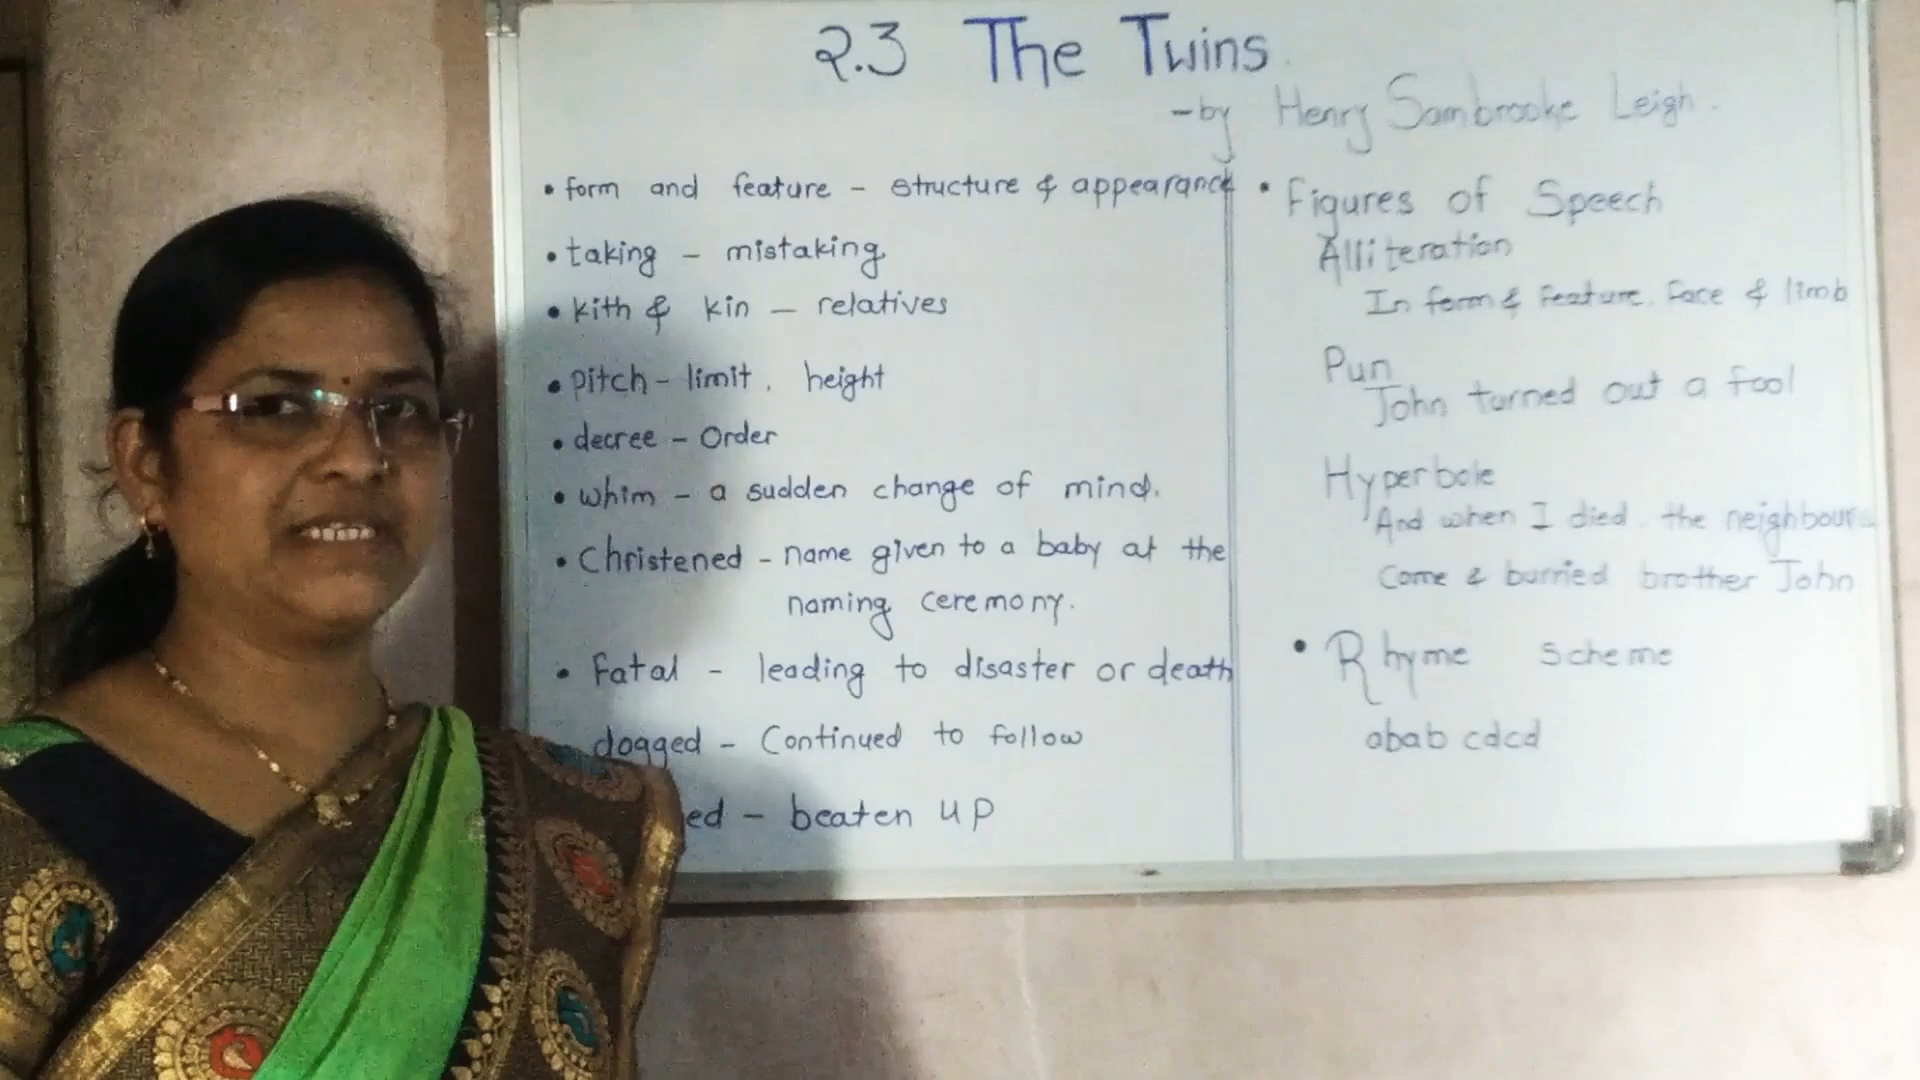 2.3 The Twins
-by Henry Sambrooke Leigh.
• form and feature - structure & appearance
• taking - mistaking
• kith & kin - relatives
• pitch - limit, height
• decree - Order
• whim - a sudden change of mind.
• Christened - name given to a baby at the
naming ceremony.
• Fatal - leading to disaster or death
dogged - Continued to follow
ed - beaten up
• Figures of Speech
Alliteration
In form & feature, face & limb
Pun
John turned out a fool
Hyperbole
And when I died, the neighbours
Come & burried brother John
• Rhyme scheme
abab cdcd